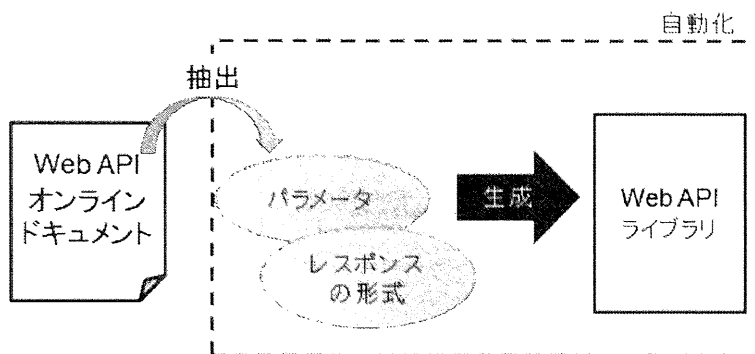 自動化
抽出
Web API
オンライン
ドキュメント
パラメータ
レスポンス
の形式
生成
Web API
ライブラリ